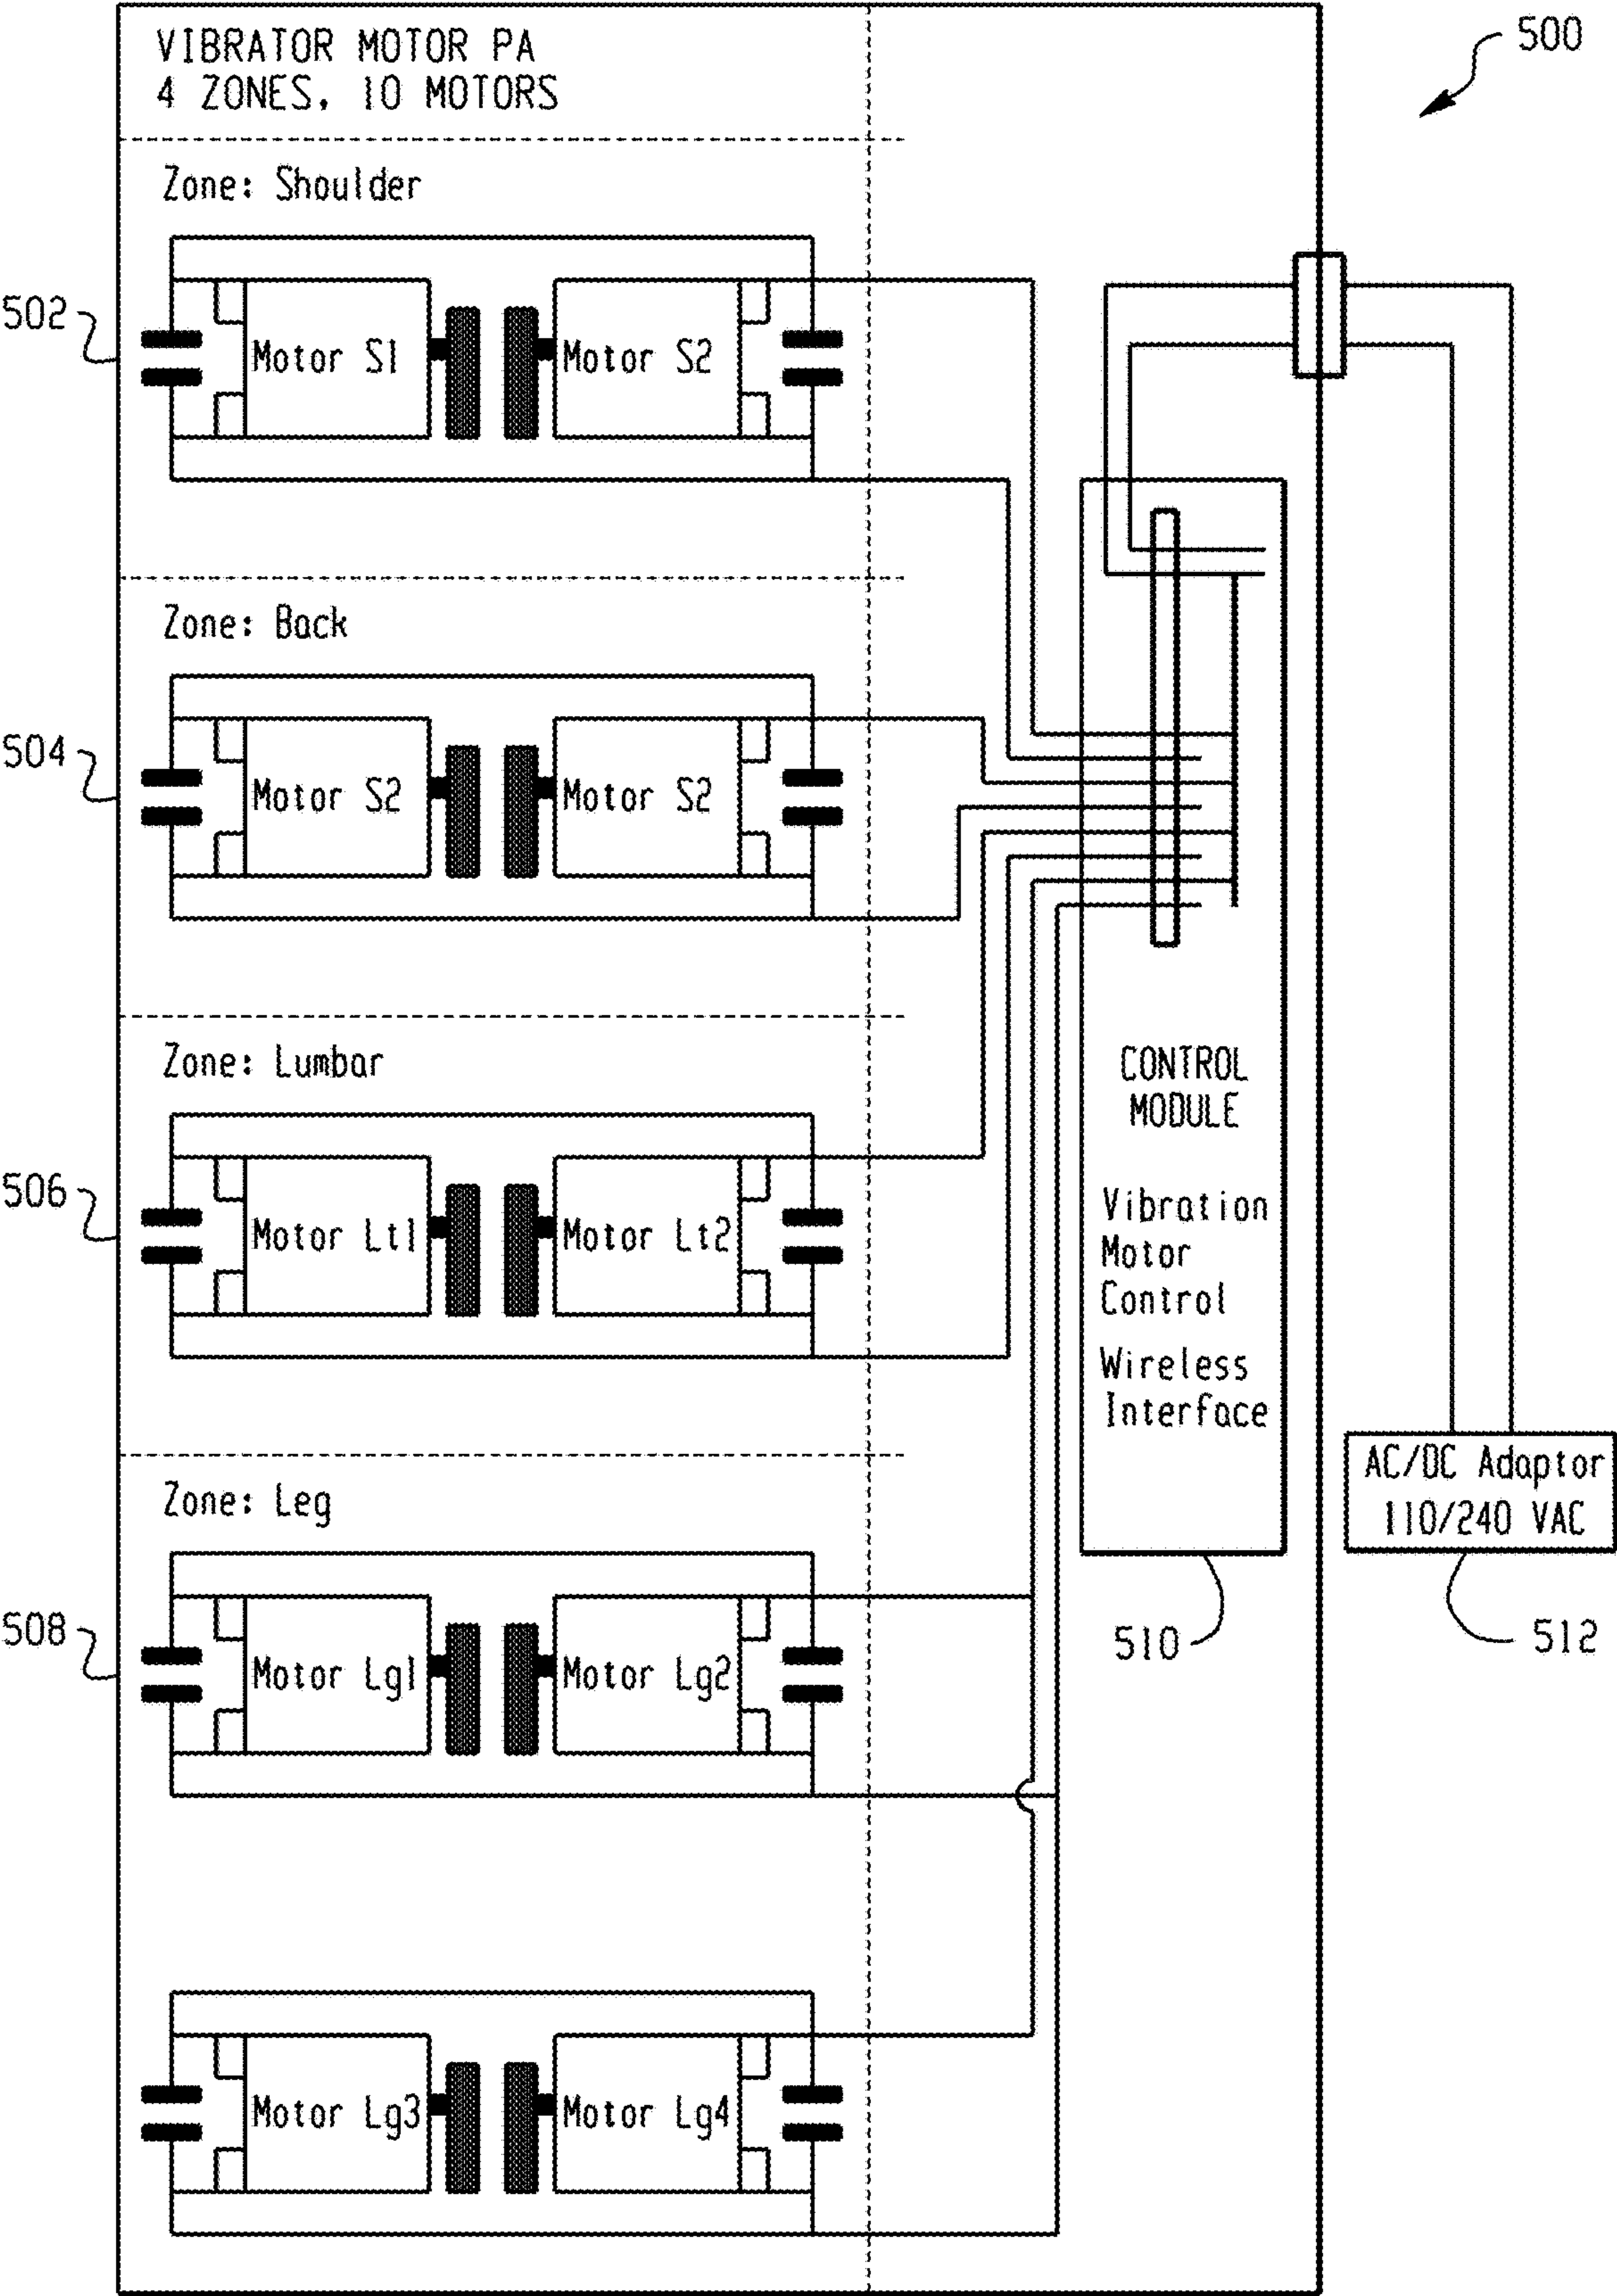 VIBRATOR MOTOR PA
4 ZONES, 10 MOTORS
500
Zone: Shoulder
502
Motor S1
Motor S2
Zone: Back
504
Motor S2
Motor S2
Zone: Lumbar
506
Motor Lt1
Motor Lt2
Zone: Leg
508
Motor Lg1
Motor Lg2
Motor Lg3
Motor Lg4
CONTROL
MODULE
Vibration
Motor
Control
Wireless
Interface
510
AC/DC Adaptor
110/240 VAC
512